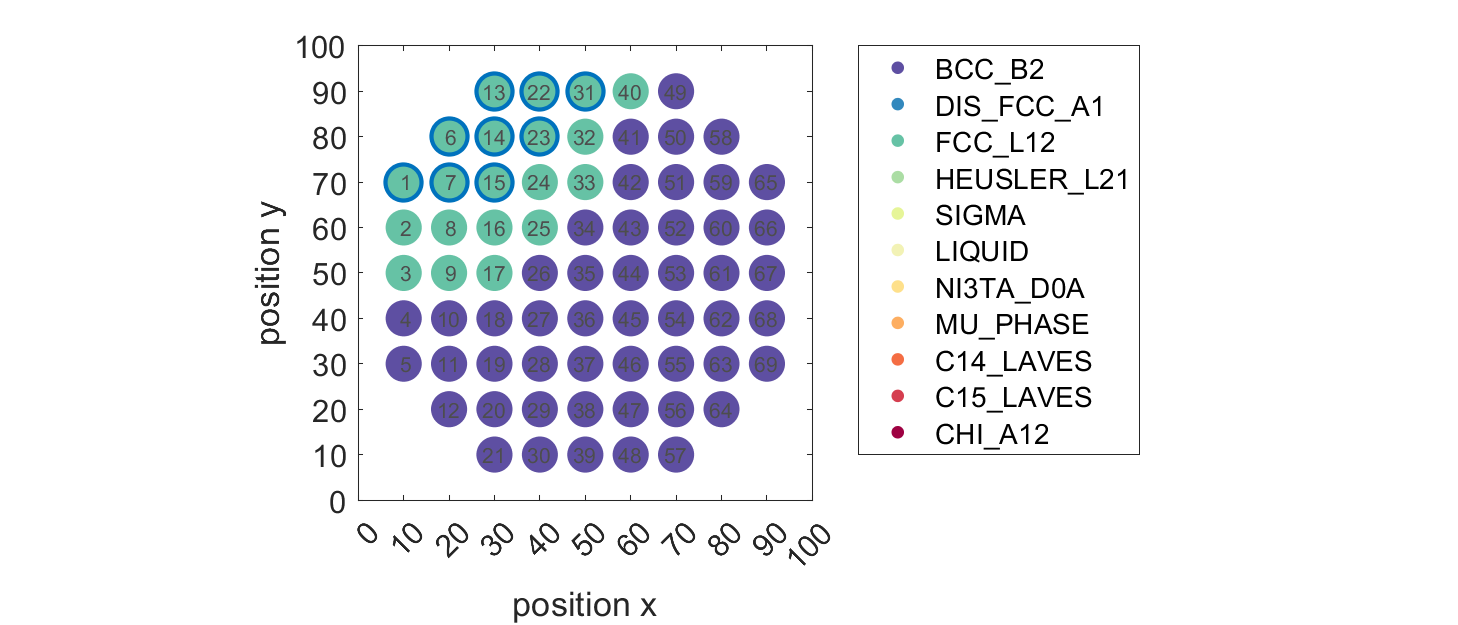 100
90
80
70
60
50
40
30
20
10
0
position y
13 22 31 40 49
6 14 23 32 41 50 58
1 7 15 24 33 42 51 59 65
2 8 16 25 34 43 52 60 66
3 9 17 26 35 44 53 61 67
4 10 18 27 36 45 54 62 68
5 11 19 28 37 46 55 63 69
12 20 29 38 47 56 64
21 30 39 48 57
0 10 20 30 40 50 60 70 80 90 100
position x
BCC_B2
DIS_FCC_A1
FCC_L12
HEUSLER_L21
SIGMA
LIQUID
NI3TA_D0A
MU_PHASE
C14_LAVES
C15_LAVES
CHI_A12